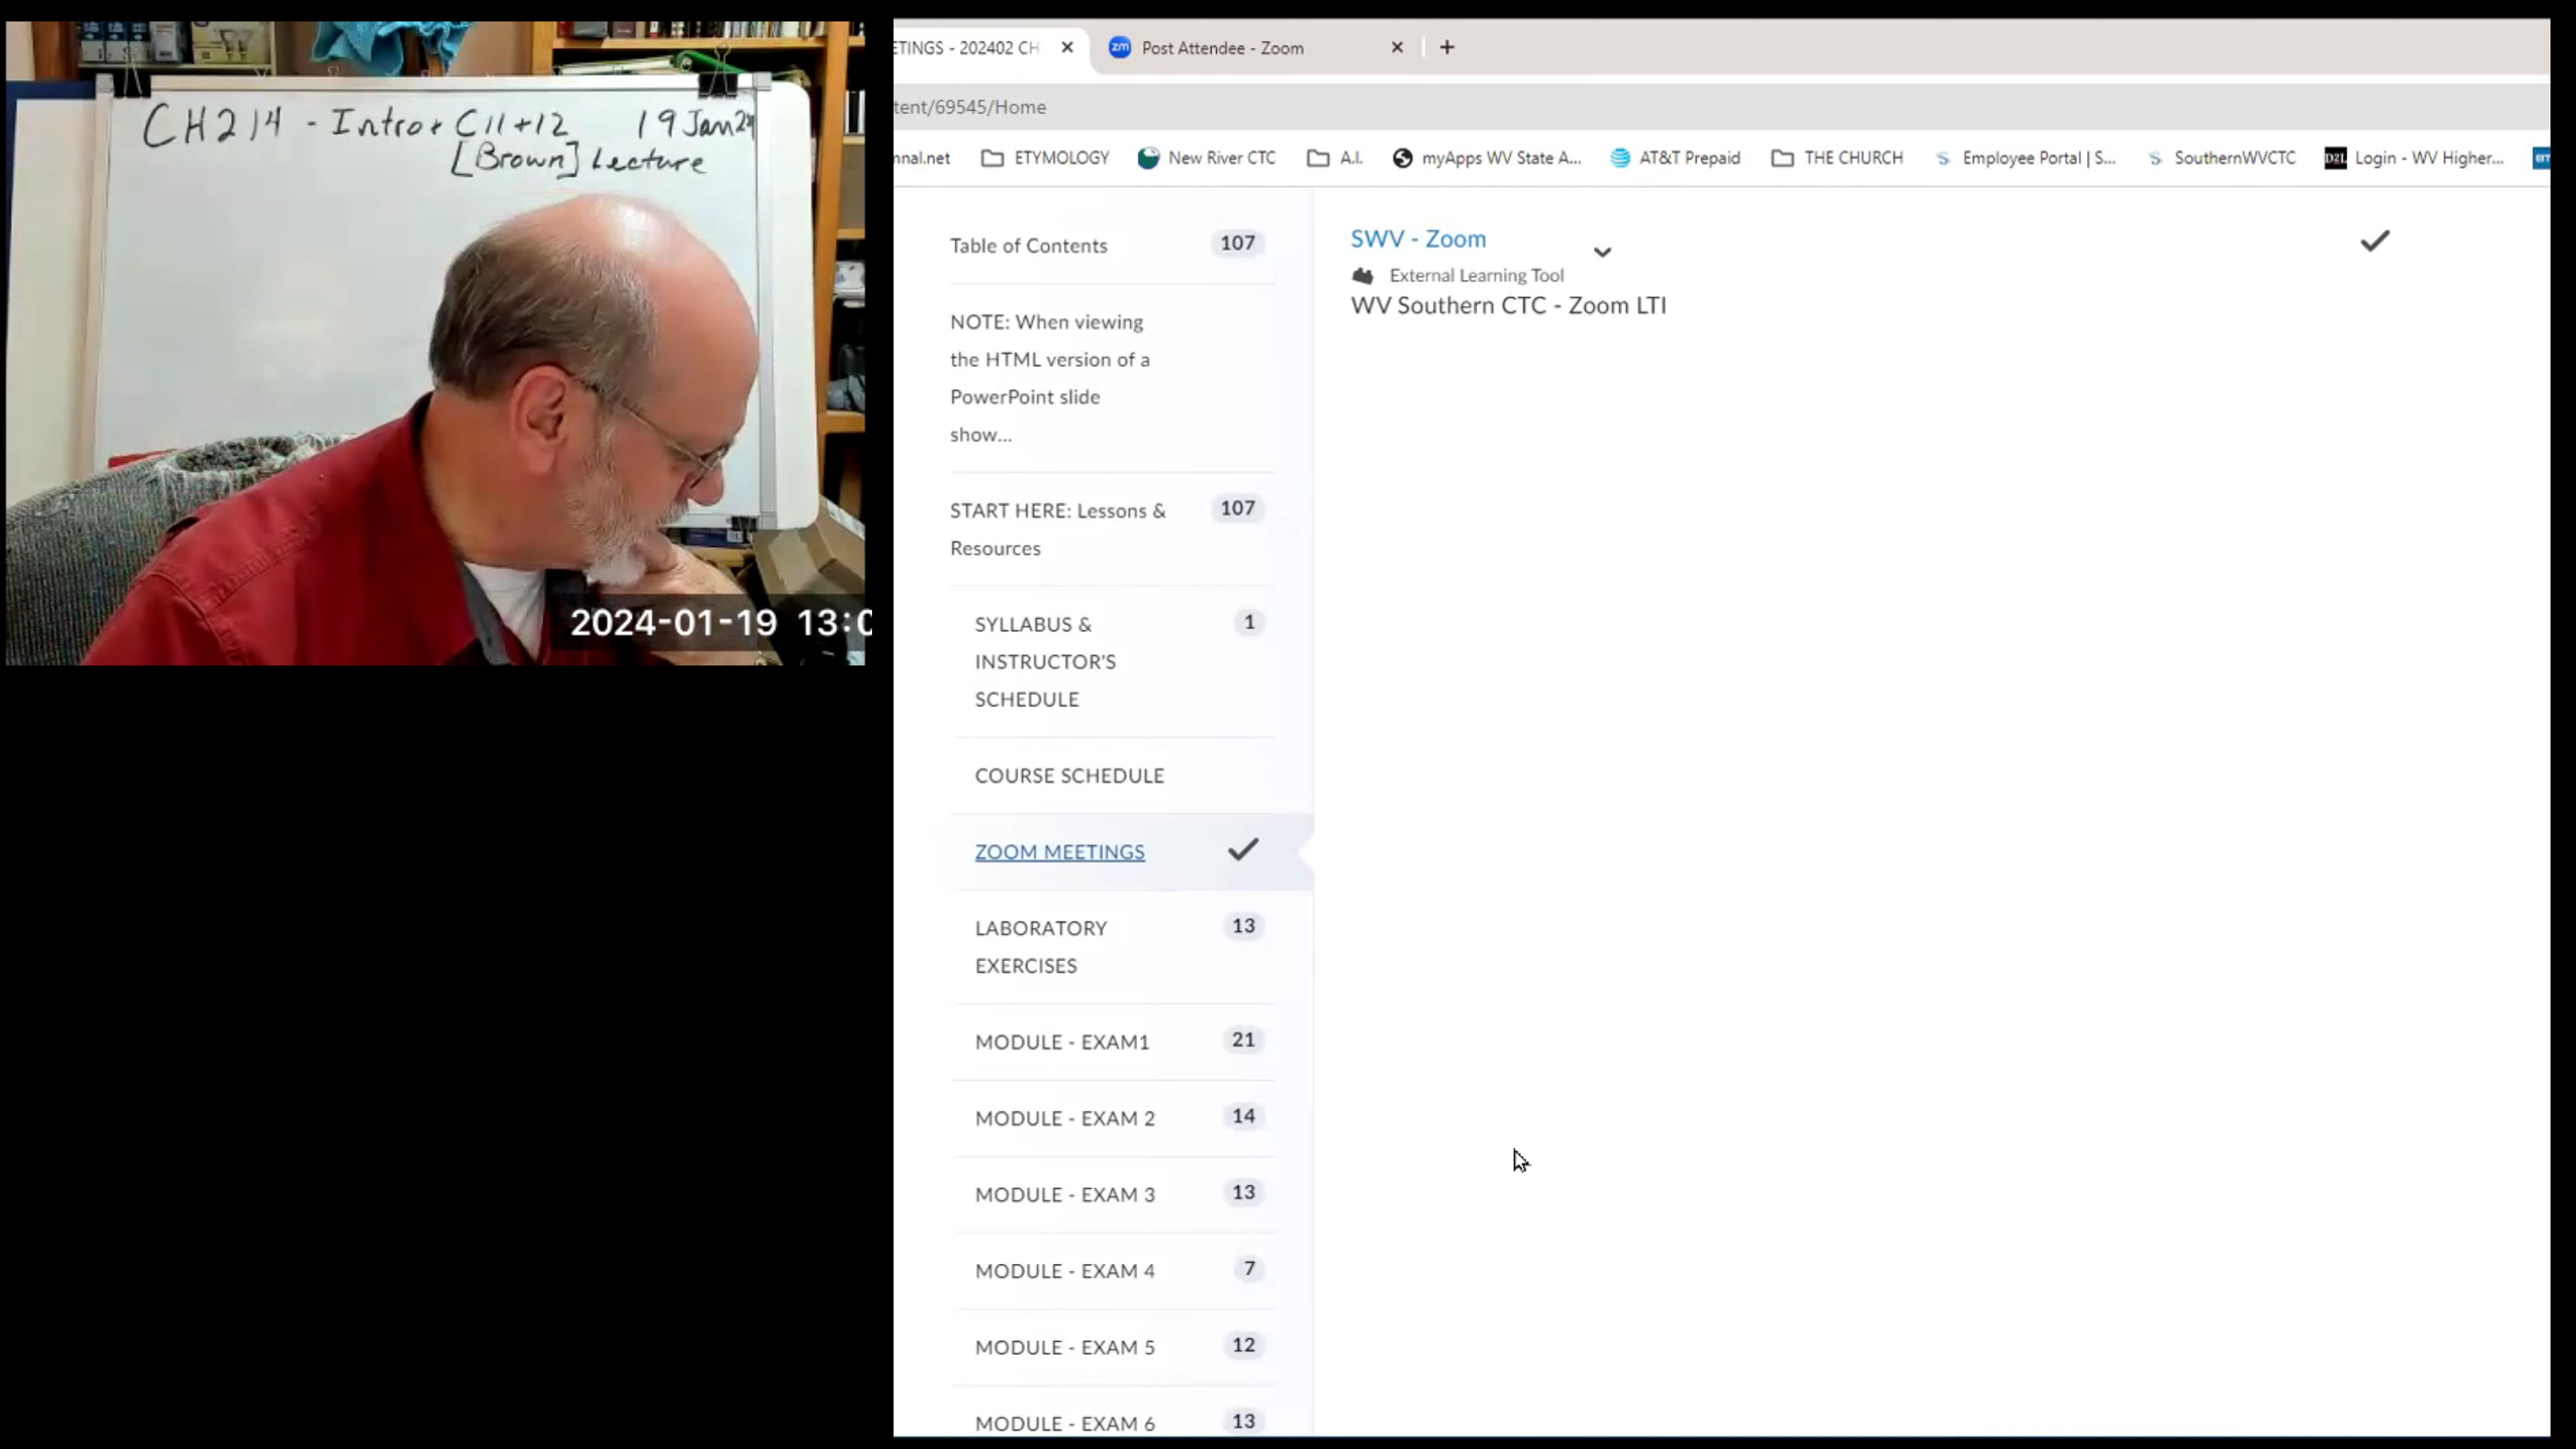 CH214 - Intro + C11+12 19 Jan24
[Brown] Lecture
2024-01-19 13:0
ETINGS - 202402 CH
Post Attendee - Zoom
tent/69545/Home
nnal.net
ETYMOLOGY
New River CTC
A.I.
myApps WV State A...
AT&T Prepaid
THE CHURCH
Employee Portal | S...
SouthernWVCTC
D2L Login - WV Higher...
Table of Contents 107
NOTE: When viewing
the HTML version of a
PowerPoint slide
show...
START HERE: Lessons & 107
Resources
SYLLABUS & 1
INSTRUCTOR'S
SCHEDULE
COURSE SCHEDULE
ZOOM MEETINGS
LABORATORY 13
EXERCISES
MODULE - EXAM1 21
MODULE - EXAM 2 14
MODULE - EXAM 3 13
MODULE - EXAM 4 7
MODULE - EXAM 5 12
MODULE - EXAM 6 13
SWV - Zoom
External Learning Tool
WV Southern CTC - Zoom LTI